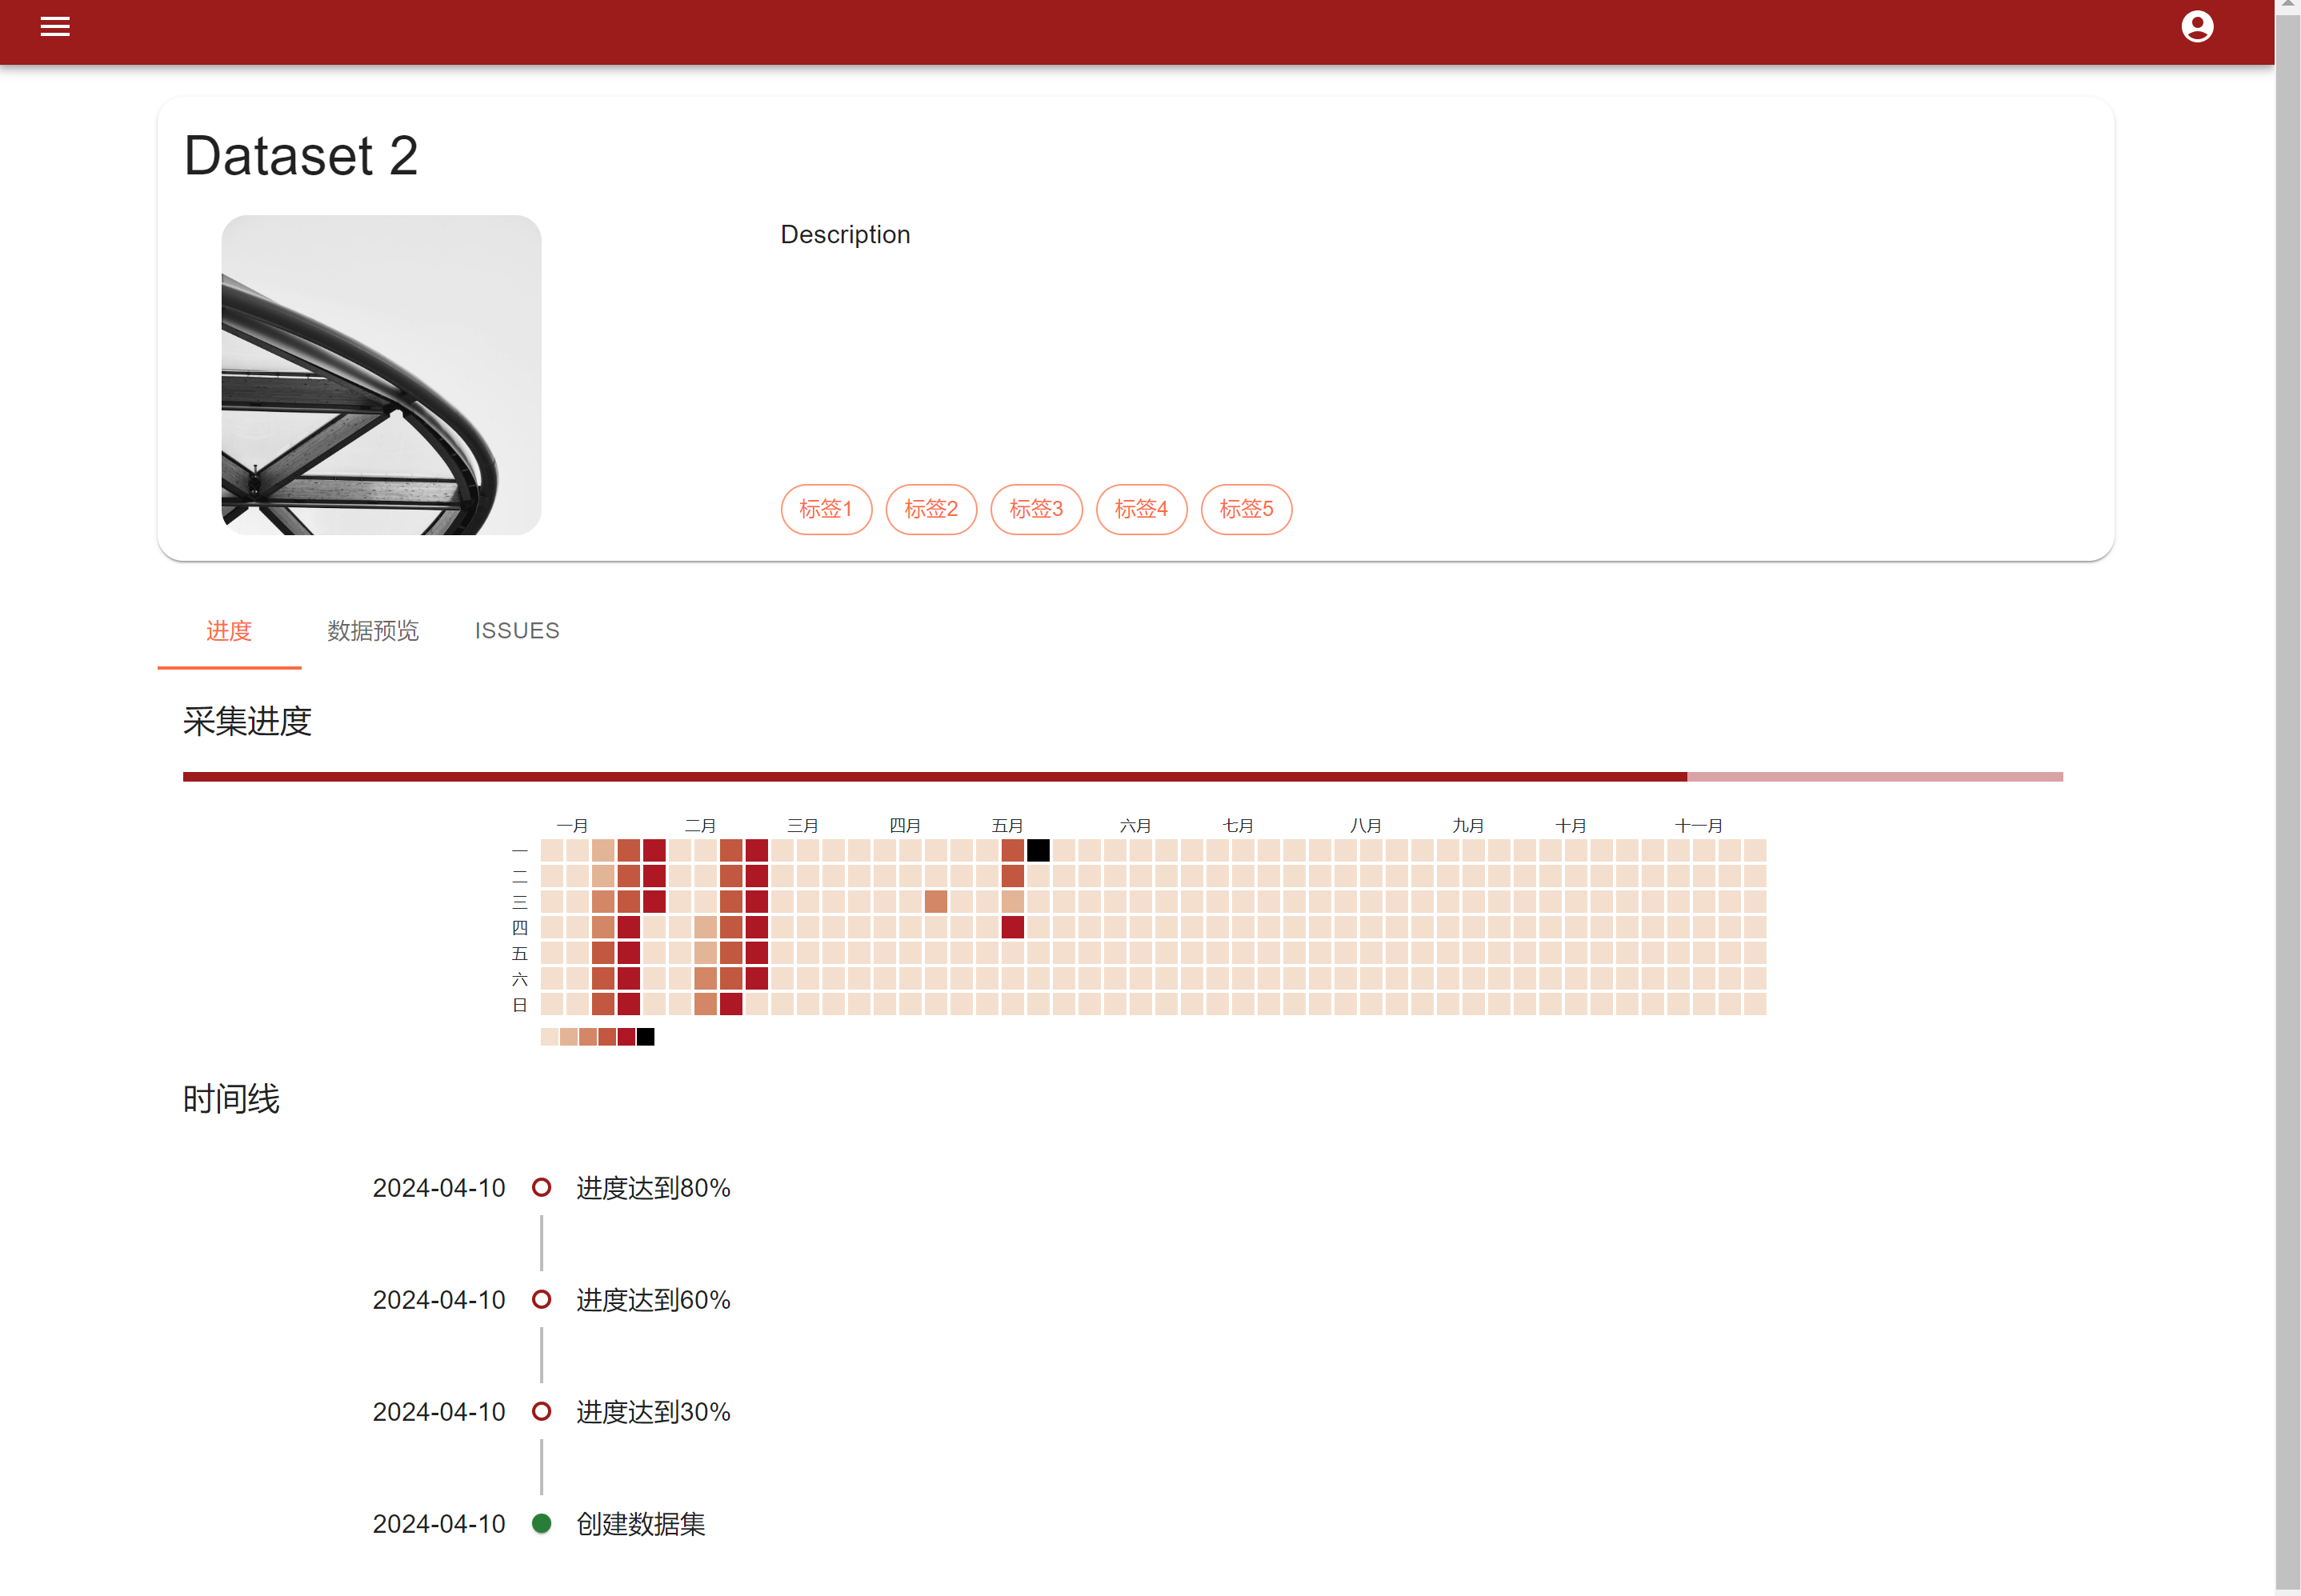 Dataset 2
Description
标签1 标签2 标签3 标签4 标签5
进度 数据预览 ISSUES
采集进度
一月 二月 三月 四月 五月 六月 七月 八月 九月 十月 十一月
一
二
三
四
五
六
日
时间线
2024-04-10 进度达到80%
2024-04-10 进度达到60%
2024-04-10 进度达到30%
2024-04-10 创建数据集